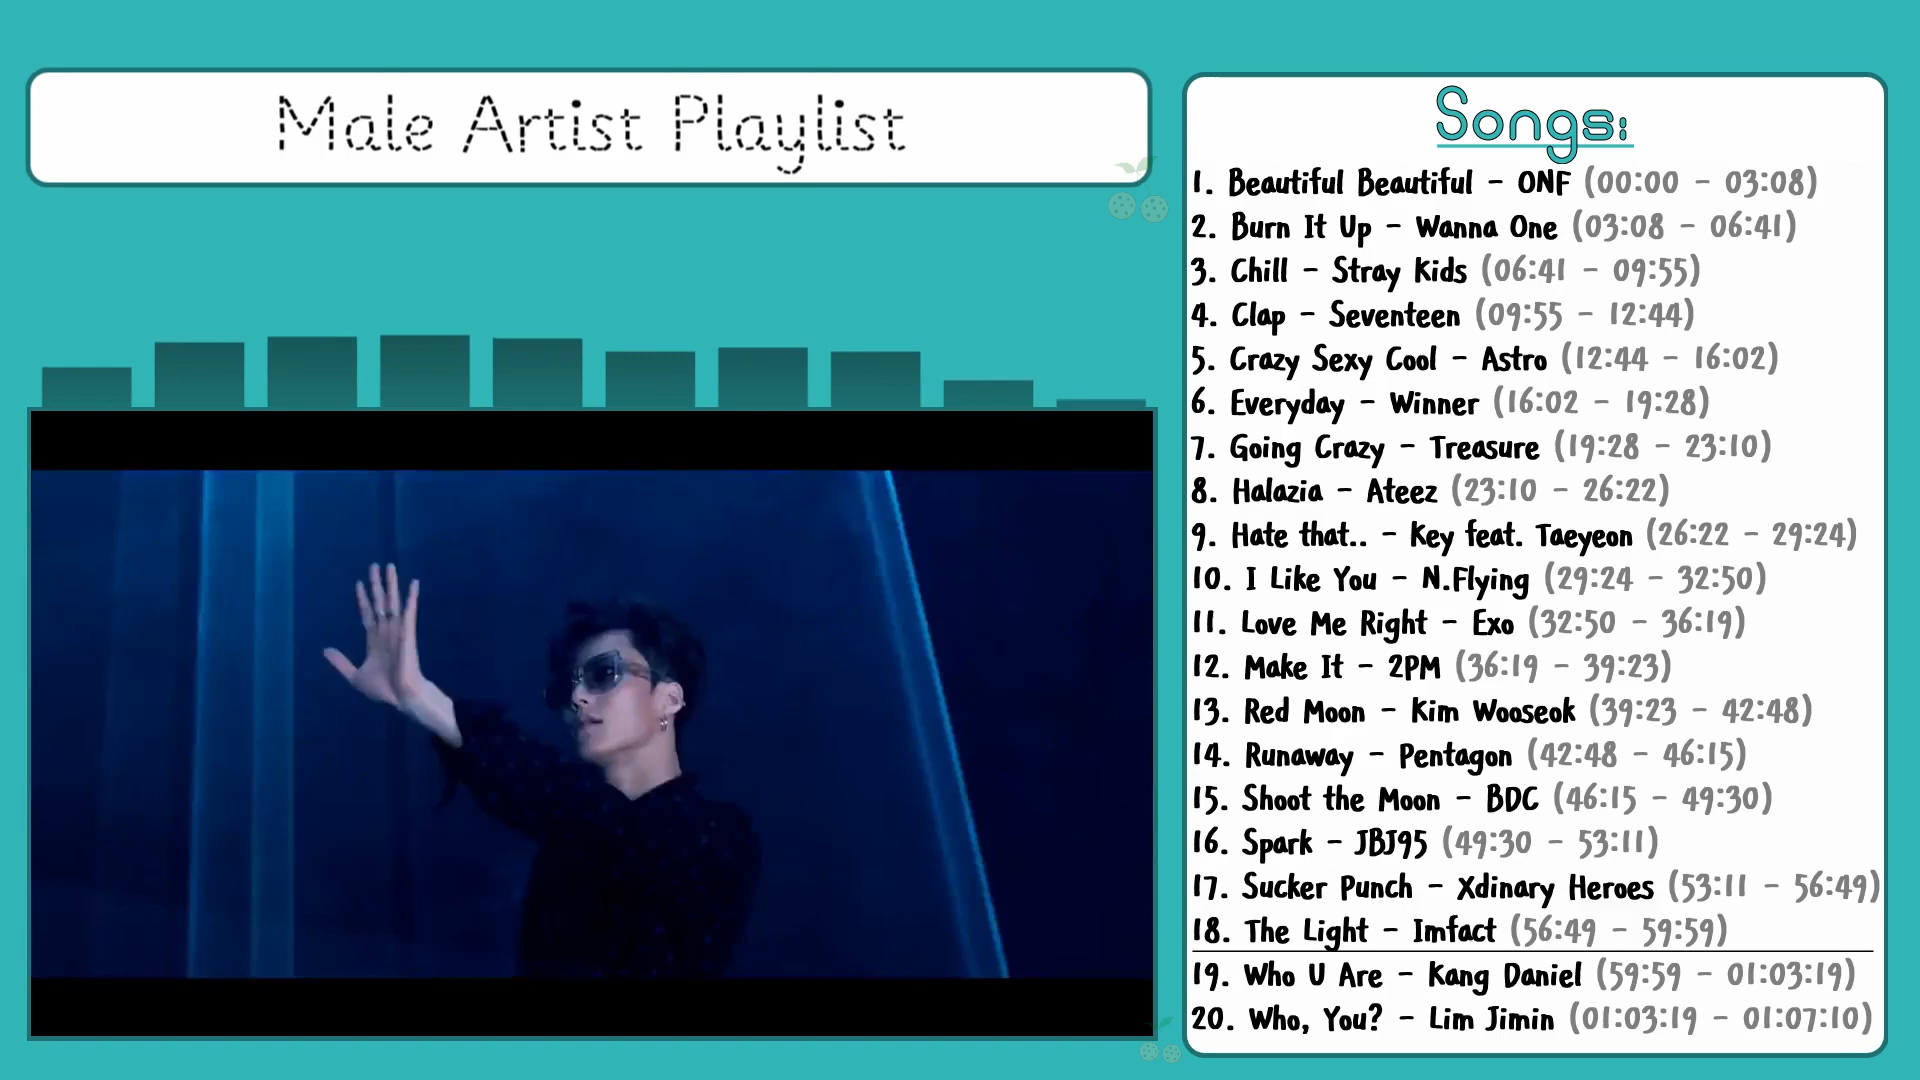 Male Artist Playlist
Songs:
1. Beautiful Beautiful - ONF (00:00 - 03:08)
2. Burn It Up - Wanna One (03:08 - 06:41)
3. Chill - Stray Kids (06:41 - 09:55)
4. Clap - Seventeen (09:55 - 12:44)
5. Crazy Sexy Cool - Astro (12:44 - 16:02)
6. Everyday - Winner (16:02 - 19:28)
7. Going Crazy - Treasure (19:28 - 23:10)
8. Halazia - Ateez (23:10 - 26:22)
9. Hate that.. - Key feat. Taeyeon (26:22 - 29:24)
10. I Like You - N.Flying (29:24 - 32:50)
11. Love Me Right - Exo (32:50 - 36:19)
12. Make It - 2PM (36:19 - 39:23)
13. Red Moon - Kim Wooseok (39:23 - 42:48)
14. Runaway - Pentagon (42:48 - 46:15)
15. Shoot the Moon - BDC (46:15 - 49:30)
16. Spark - JBJ95 (49:30 - 53:11)
17. Sucker Punch - Xdinary Heroes (53:11 - 56:49)
18. The Light - Imfact (56:49 - 59:59)
19. Who U Are - Kang Daniel (59:59 - 01:03:19)
20. Who, You? - Lim Jimin (01:03:19 - 01:07:10)